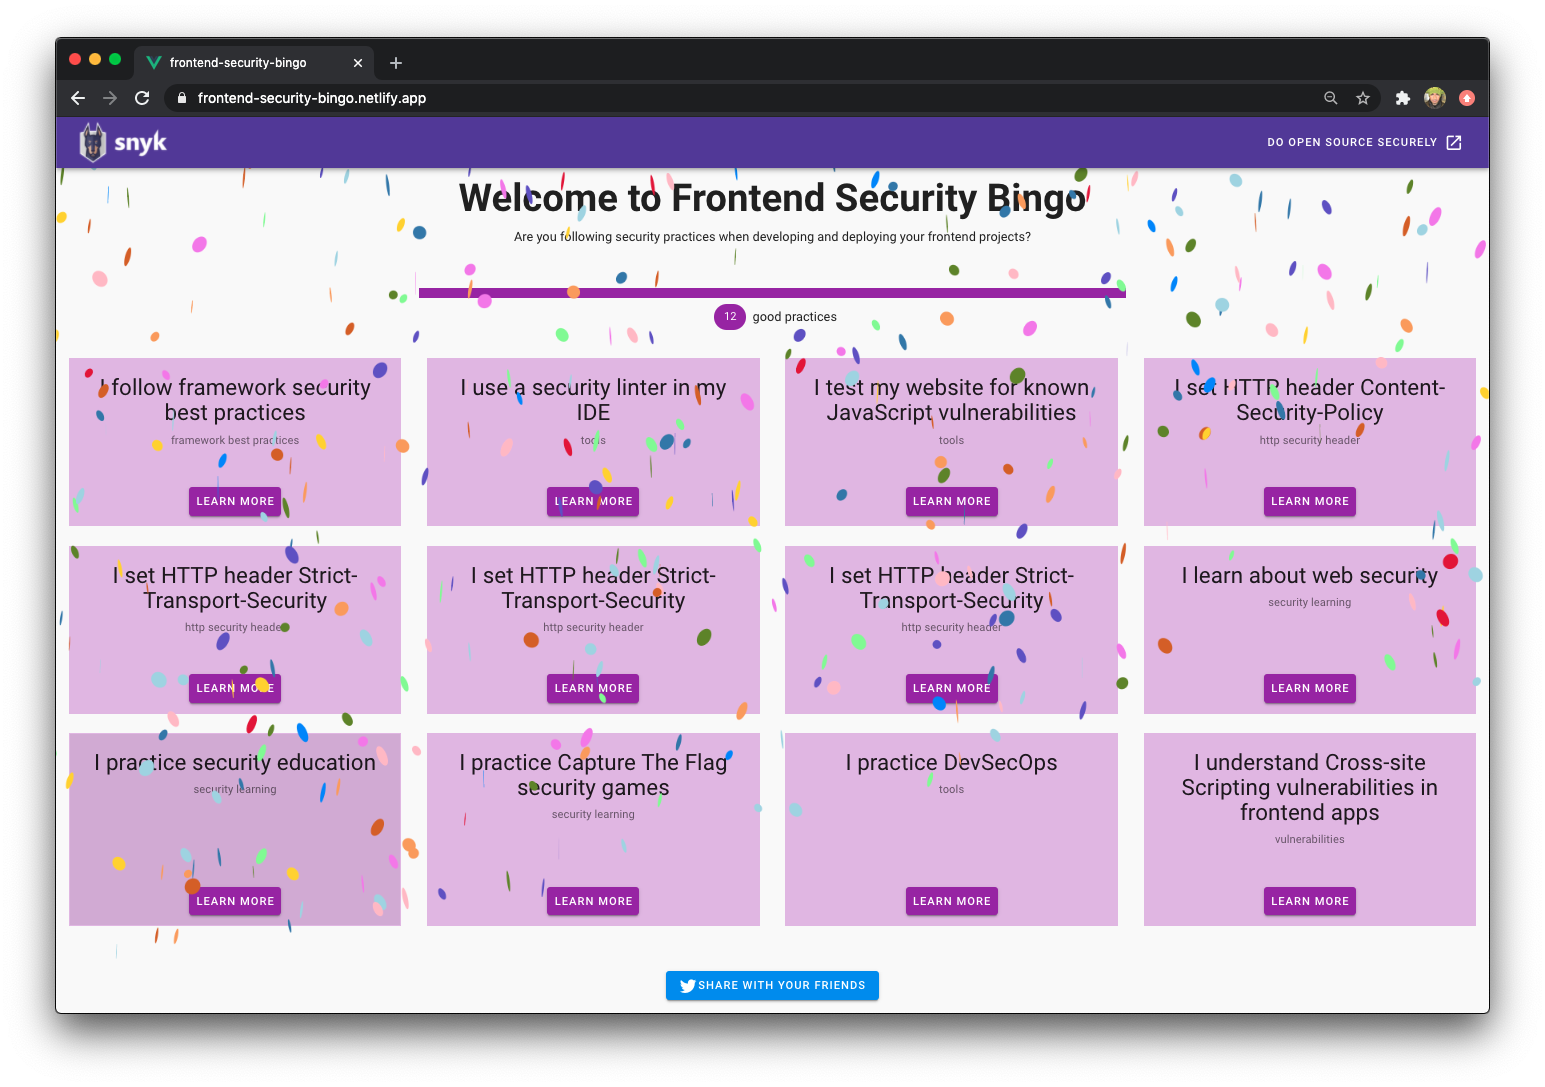 frontend-security-bingo
frontend-security-bingo.netlify.app
snyk
DO OPEN SOURCE SECURELY
Welcome to Frontend Security Bingo
Are you following security practices when developing and deploying your frontend projects?
12 good practices
I follow framework security
best practices
framework best practices
LEARN MORE
I use a security linter in my
IDE
tools
LEARN MORE
I test my website for known
JavaScript vulnerabilities
tools
LEARN MORE
I set HTTP header Content-
Security-Policy
http security header
LEARN MORE
I set HTTP header Strict-
Transport-Security
http security header
LEARN MORE
I set HTTP header Strict-
Transport-Security
http security header
LEARN MORE
I set HTTP header Strict-
Transport-Security
http security header
LEARN MORE
I learn about web security
security learning
LEARN MORE
I practice security education
security learning
LEARN MORE
I practice Capture The Flag
security games
security learning
LEARN MORE
I practice DevSecOps
tools
LEARN MORE
I understand Cross-site
Scripting vulnerabilities in
frontend apps
vulnerabilities
LEARN MORE
SHARE WITH YOUR FRIENDS